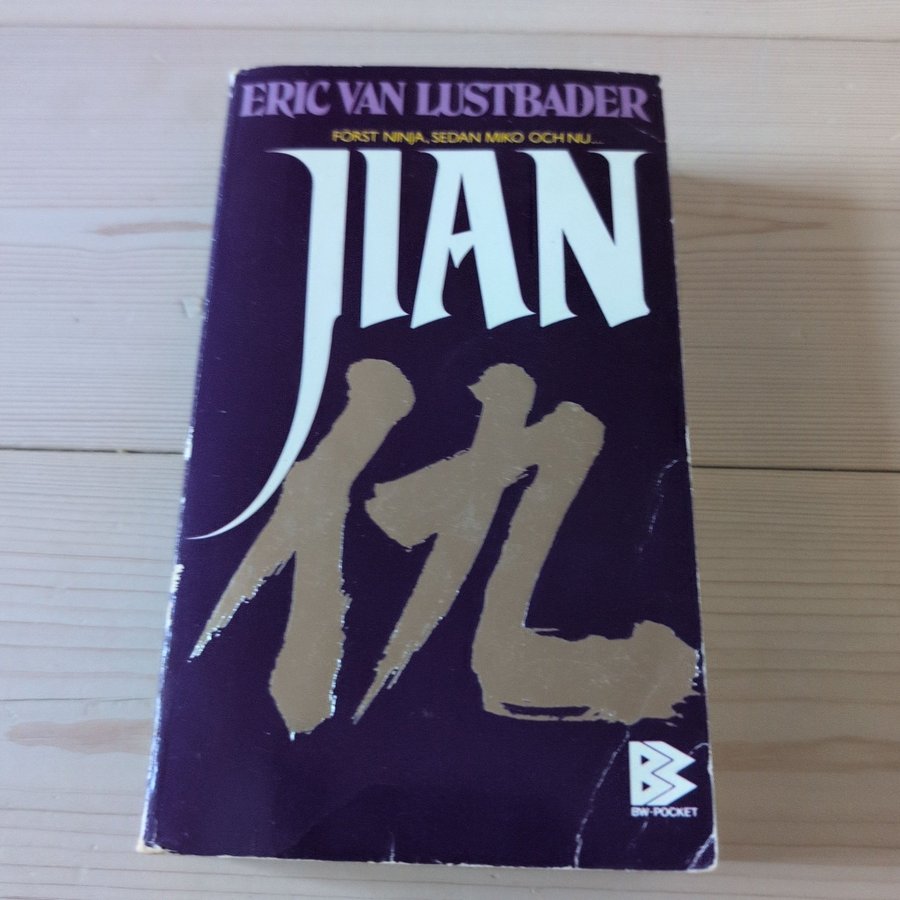 ERIC VAN LUSTBADER
FÖRST NINJA, SEDAN MIKO OCH NU...
JIAN
仇
BW-POCKET